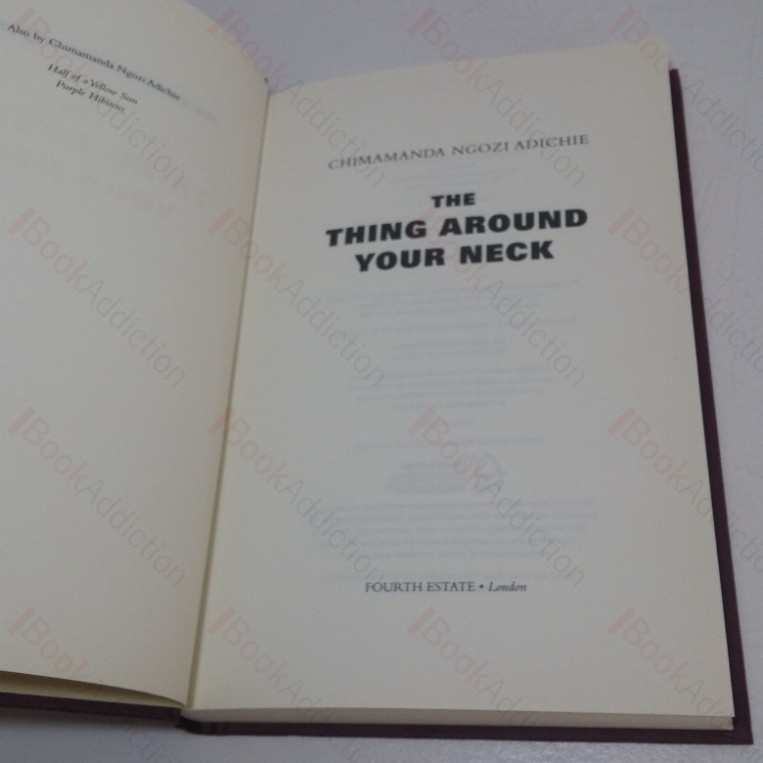 Also by Chimamanda Ngozi Adichie
Half of a Yellow Sun
Purple Hibiscus
CHIMAMANDA NGOZI ADICHIE
THE
THING AROUND
YOUR NECK
FOURTH ESTATE • London
BookAddiction